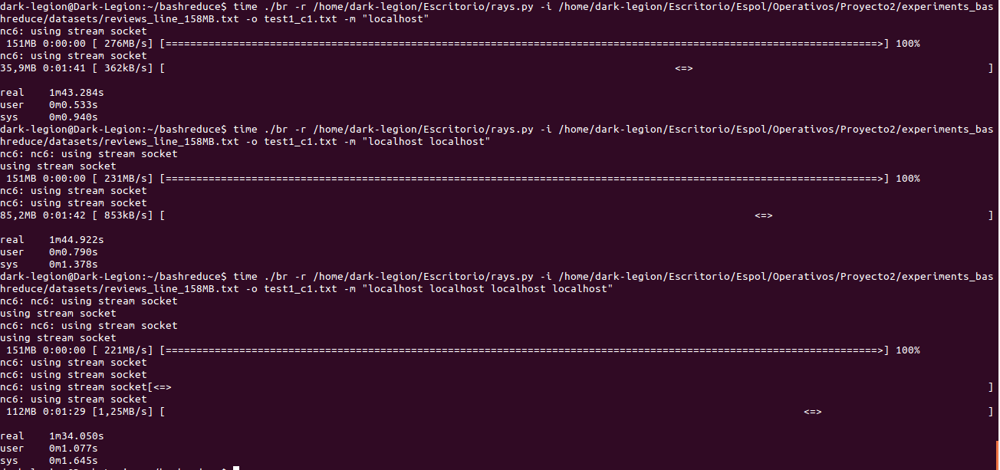 dark-legion@Dark-Legion:~/bashreduce$ time ./br -r /home/dark-legion/Escritorio/rays.py -i /home/dark-legion/Escritorio/Espol/Operativos/Proyecto2/experiments_bas
hreduce/datasets/reviews_line_158MB.txt -o test1_c1.txt -m "localhost"
nc6: using stream socket
 151MB 0:00:00 [ 276MB/s] [====================================================================================================================>] 100%
nc6: using stream socket
35,9MB 0:01:41 [ 362kB/s] [                                                                                   <=>                                                ]

real    1m43.284s
user    0m0.533s
sys     0m0.940s
dark-legion@Dark-Legion:~/bashreduce$ time ./br -r /home/dark-legion/Escritorio/rays.py -i /home/dark-legion/Escritorio/Espol/Operativos/Proyecto2/experiments_bas
hreduce/datasets/reviews_line_158MB.txt -o test1_c1.txt -m "localhost localhost"
nc6: nc6: using stream socket
using stream socket
 151MB 0:00:00 [ 231MB/s] [====================================================================================================================>] 100%
nc6: using stream socket
nc6: using stream socket
85,2MB 0:01:42 [ 853kB/s] [                                                                                                <=>                                   ]

real    1m44.922s
user    0m0.790s
sys     0m1.378s
dark-legion@Dark-Legion:~/bashreduce$ time ./br -r /home/dark-legion/Escritorio/rays.py -i /home/dark-legion/Escritorio/Espol/Operativos/Proyecto2/experiments_bas
hreduce/datasets/reviews_line_158MB.txt -o test1_c1.txt -m "localhost localhost localhost localhost"
nc6: nc6: using stream socket
using stream socket
nc6: nc6: using stream socket
using stream socket
 151MB 0:00:00 [ 221MB/s] [====================================================================================================================>] 100%
nc6: using stream socket
nc6: using stream socket
nc6: using stream socket[<=>                                                                                                                                     ]
nc6: using stream socket
 112MB 0:01:29 [1,25MB/s] [                                                                                                        <=>                           ]

real    1m34.050s
user    0m1.077s
sys     0m1.645s